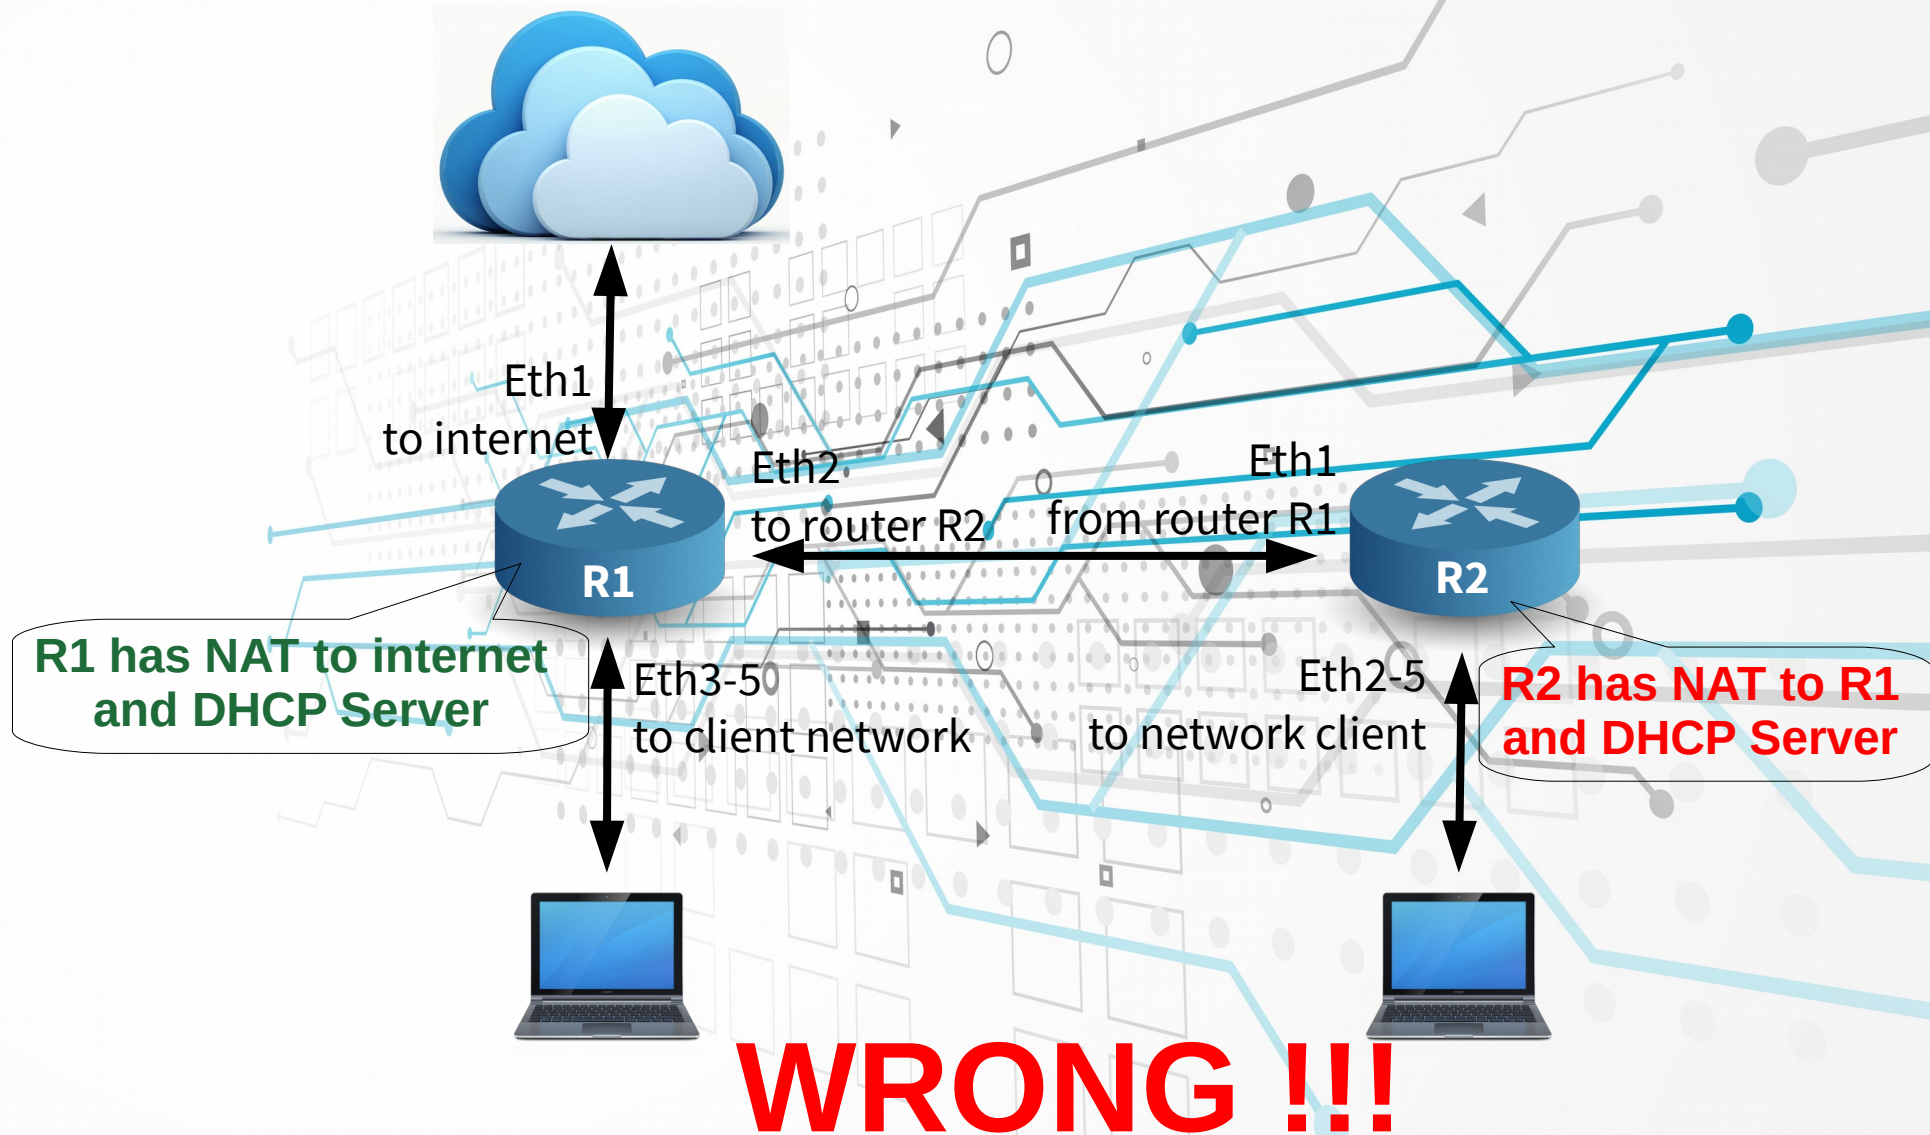 Eth1
to internet
Eth2
to router R2
Eth1
from router R1
R1
R2
R1 has NAT to internet
and DHCP Server
Eth3-5
to client network
Eth2-5
to network client
R2 has NAT to R1
and DHCP Server
WRONG !!!